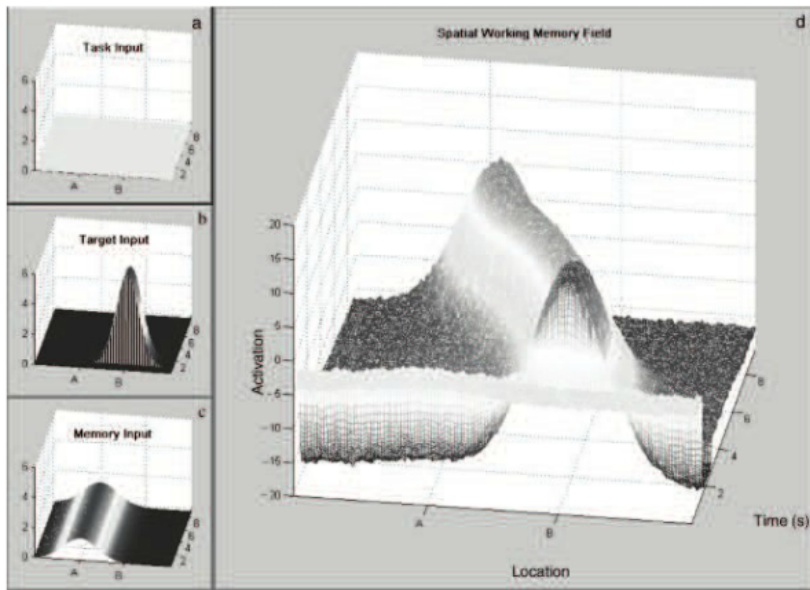 a
Task Input
6
4
2
0
A
B
2
4
6
8
b
Target Input
6
4
2
0
A
B
2
4
6
8
c
Memory Input
6
4
2
0
A
B
2
4
6
8
d
Spatial Working Memory Field
20
15
10
5
0
-5
-10
-15
-20
Activation
A
B
Location
2
4
6
8
Time (s)